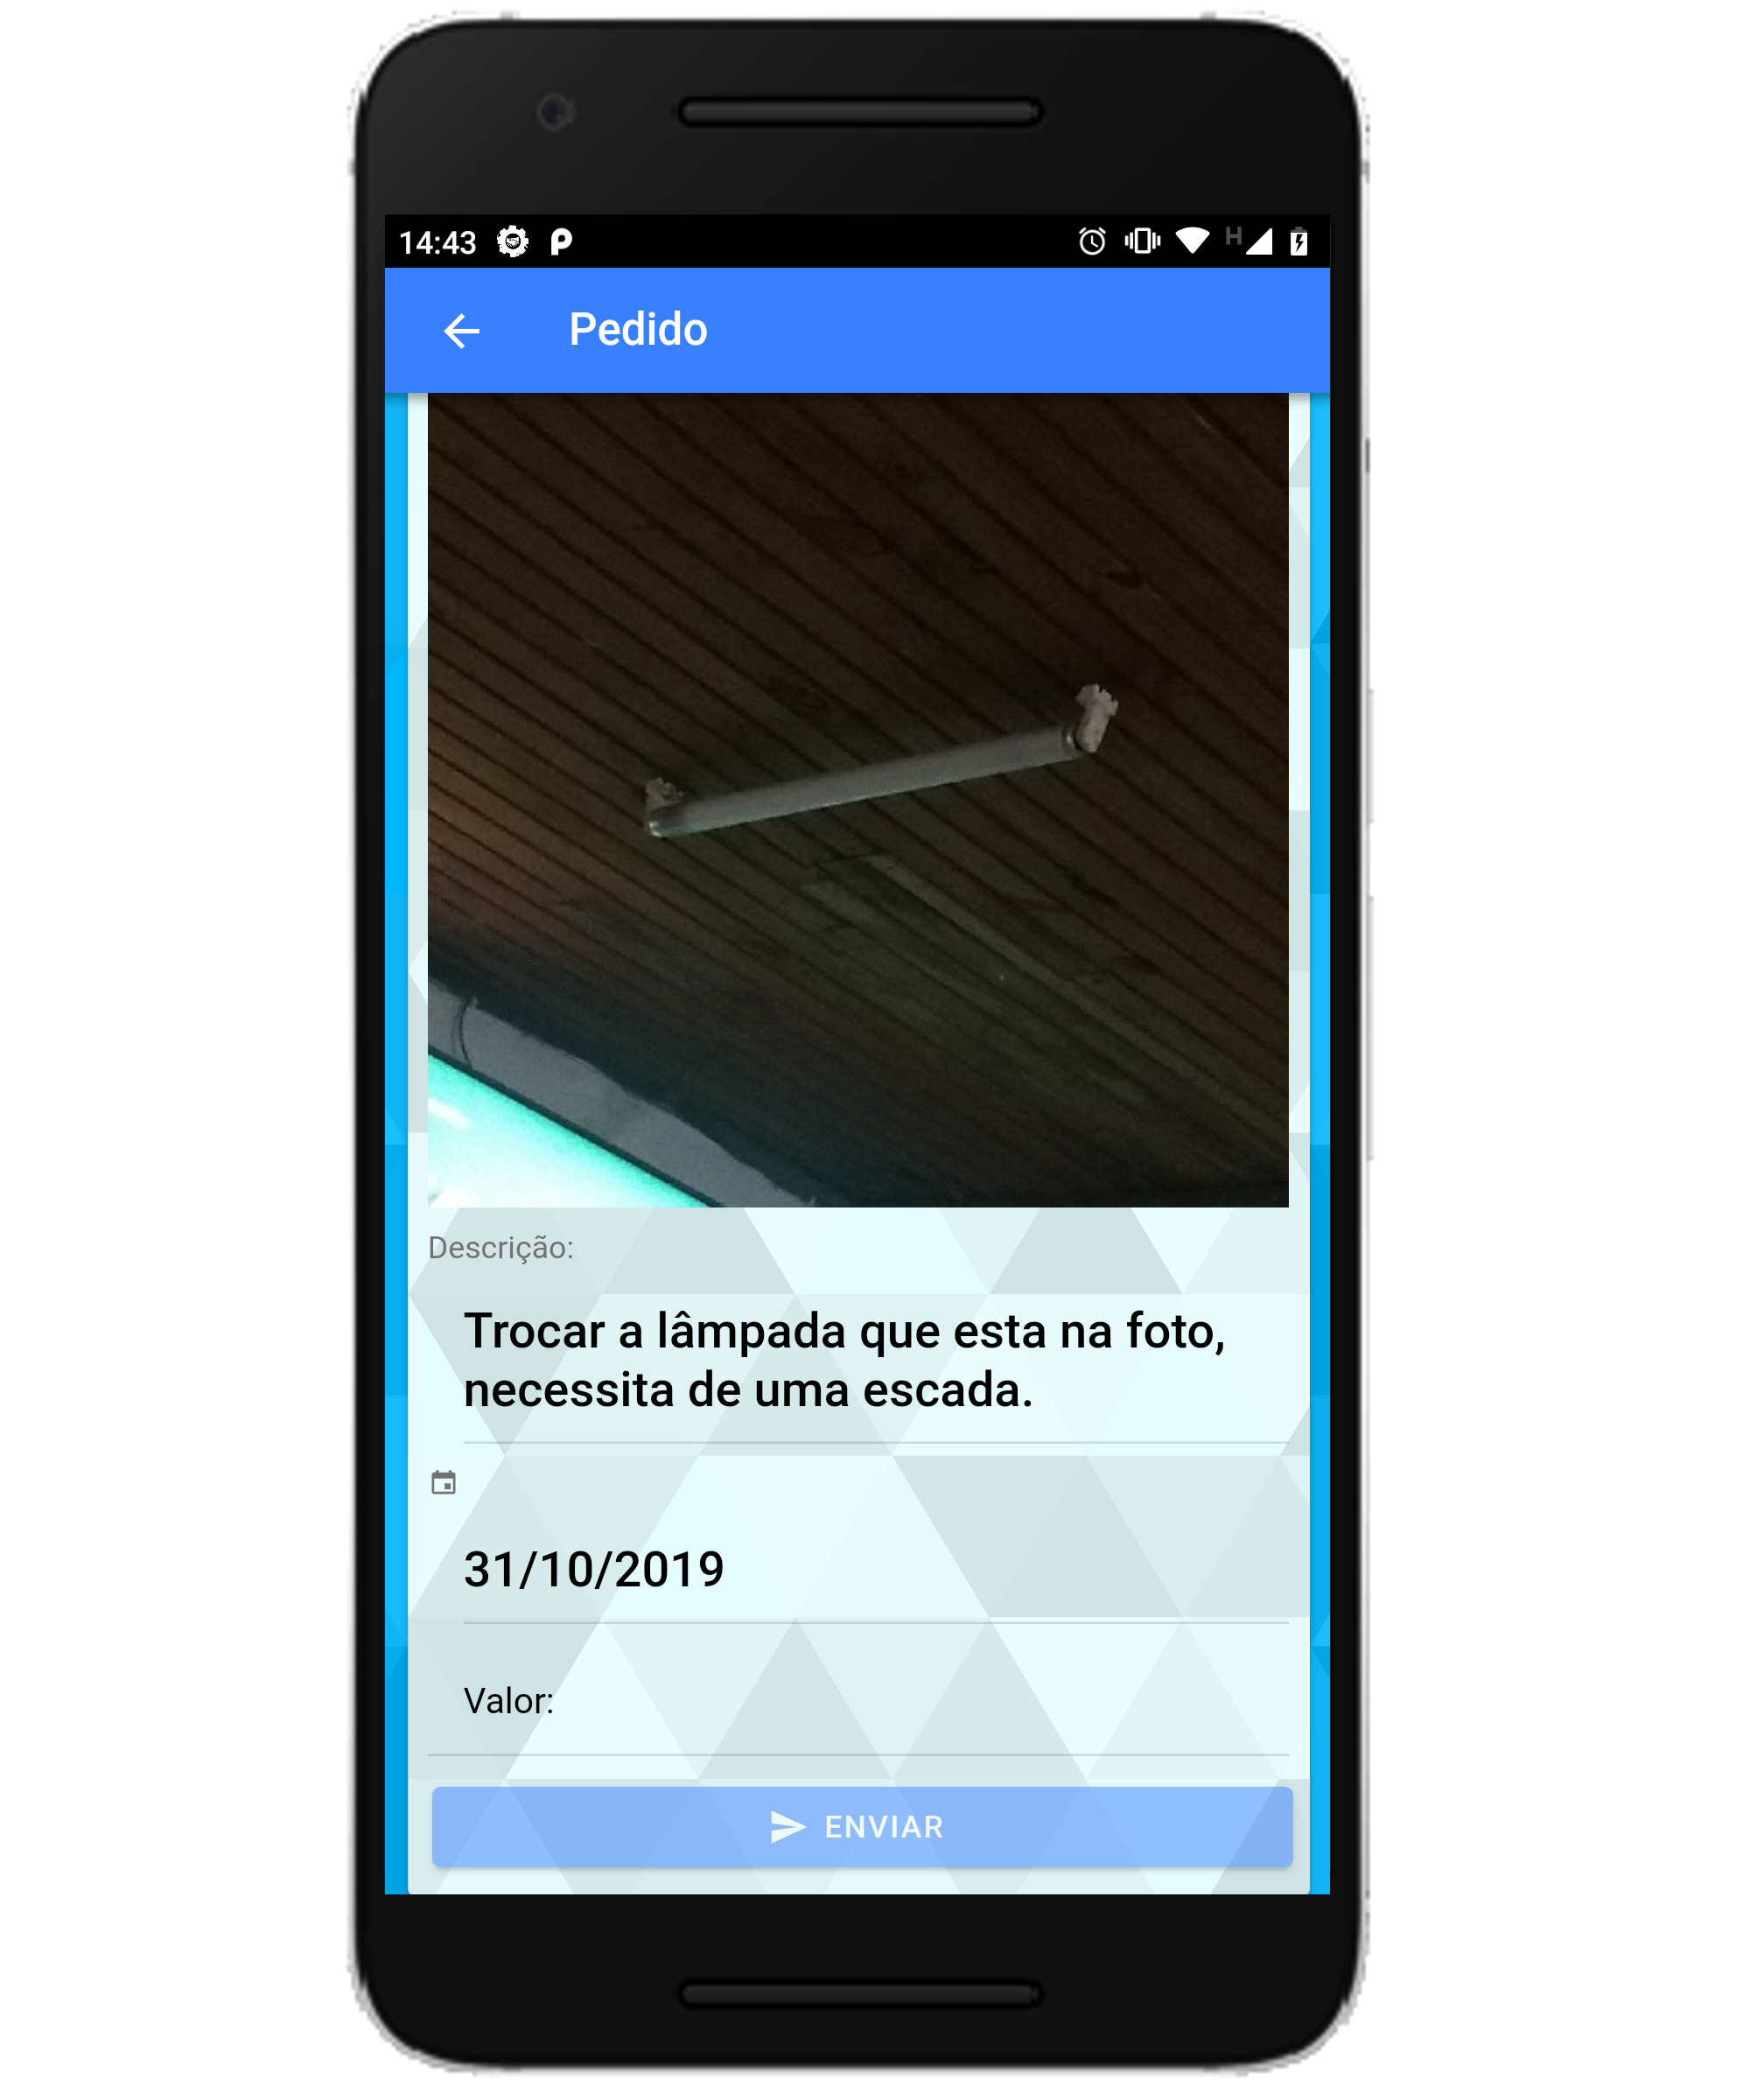 14:43
H
Pedido
Descrição:
Trocar a lâmpada que esta na foto,
necessita de uma escada.
31/10/2019
Valor:
ENVIAR